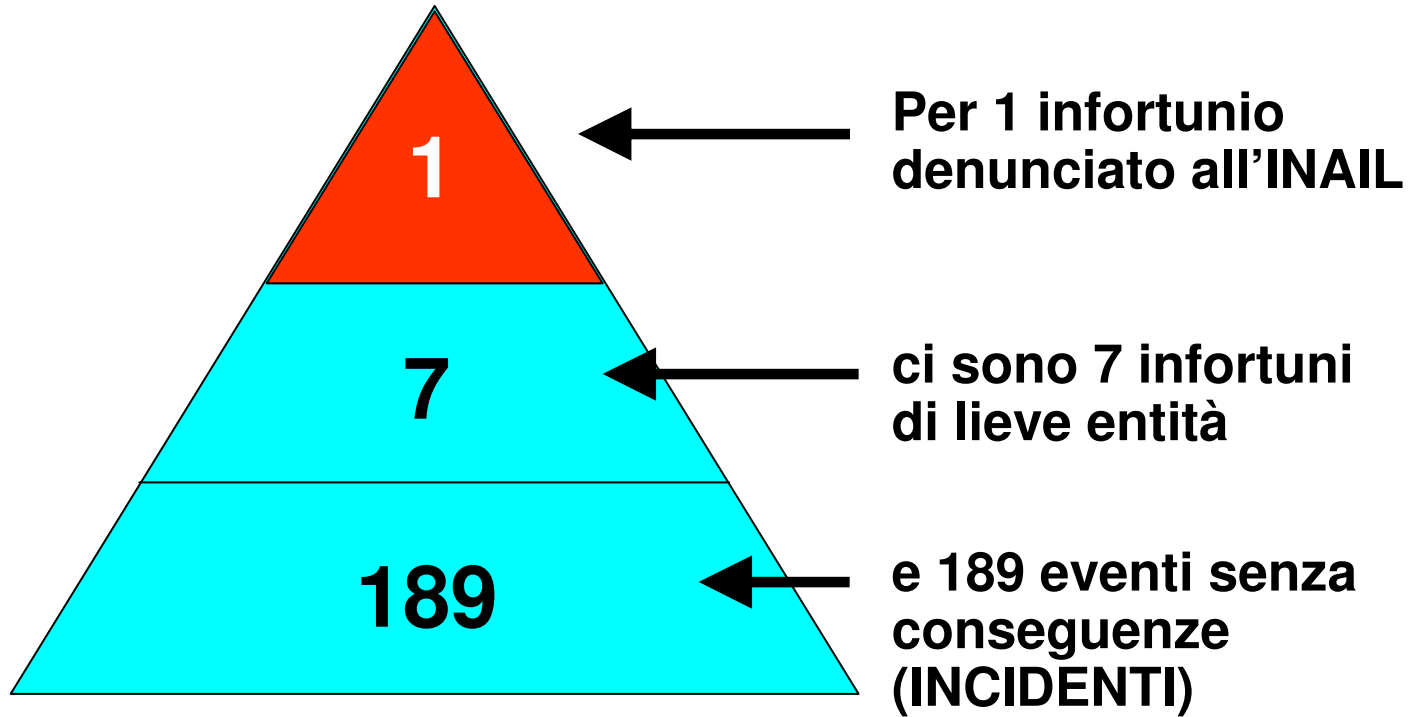 1
Per 1 infortunio
denunciato all’INAIL
7
ci sono 7 infortuni
di lieve entità
189
e 189 eventi senza
conseguenze
(INCIDENTI)